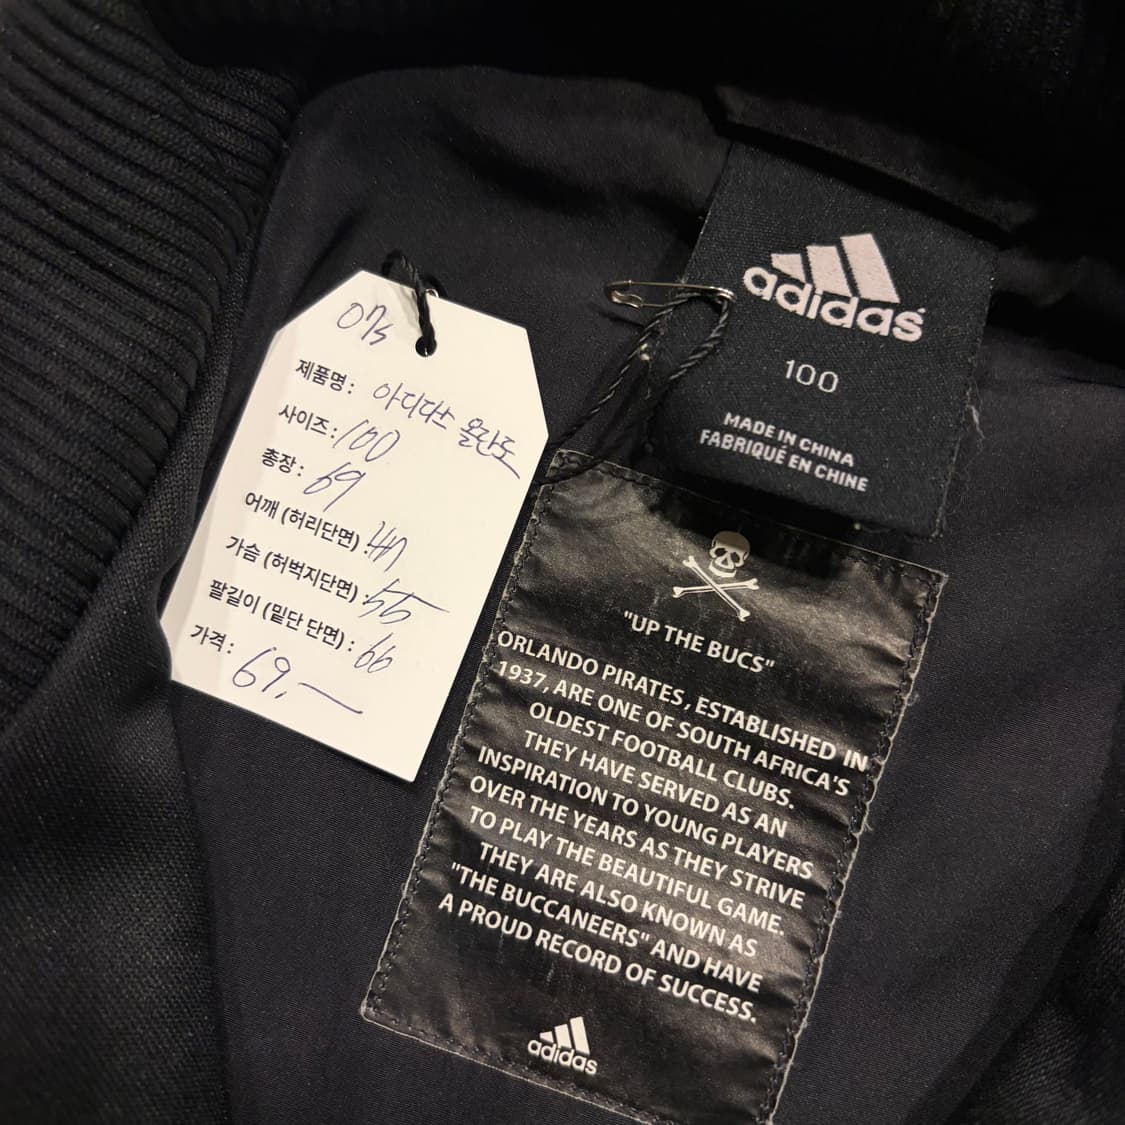 07s
제품명: 아디다스 올란도
사이즈: 100
총장: 69
어깨 (허리단면):
가슴 (허벅지단면): 55
팔길이 (밑단 단면): 66
가격:
69.—
adidas
100
MADE IN CHINA
FABRIQUÉ EN CHINE
"UP THE BUCS"
ORLANDO PIRATES, ESTABLISHED IN
1937, ARE ONE OF SOUTH AFRICA'S
OLDEST FOOTBALL CLUBS.
THEY HAVE SERVED AS AN
INSPIRATION TO YOUNG PLAYERS
OVER THE YEARS AS THEY STRIVE
TO PLAY THE BEAUTIFUL GAME.
THEY ARE ALSO KNOWN AS
"THE BUCCANEERS" AND HAVE
A PROUD RECORD OF SUCCESS.
adidas